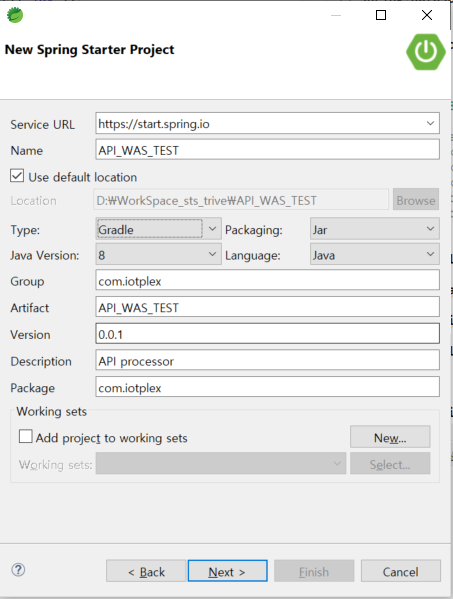 New Spring Starter Project
Service URL https://start.spring.io
Name API_WAS_TEST
Use default location
Location D:₩WorkSpace_sts_trive₩API_WAS_TEST Browse
Type: Gradle Packaging: Jar
Java Version: 8 Language: Java
Group com.iotplex
Artifact API_WAS_TEST
Version 0.0.1
Description API processor
Package com.iotplex
Working sets
Add project to working sets New...
Working sets: Select...
? < Back Next > Finish Cancel